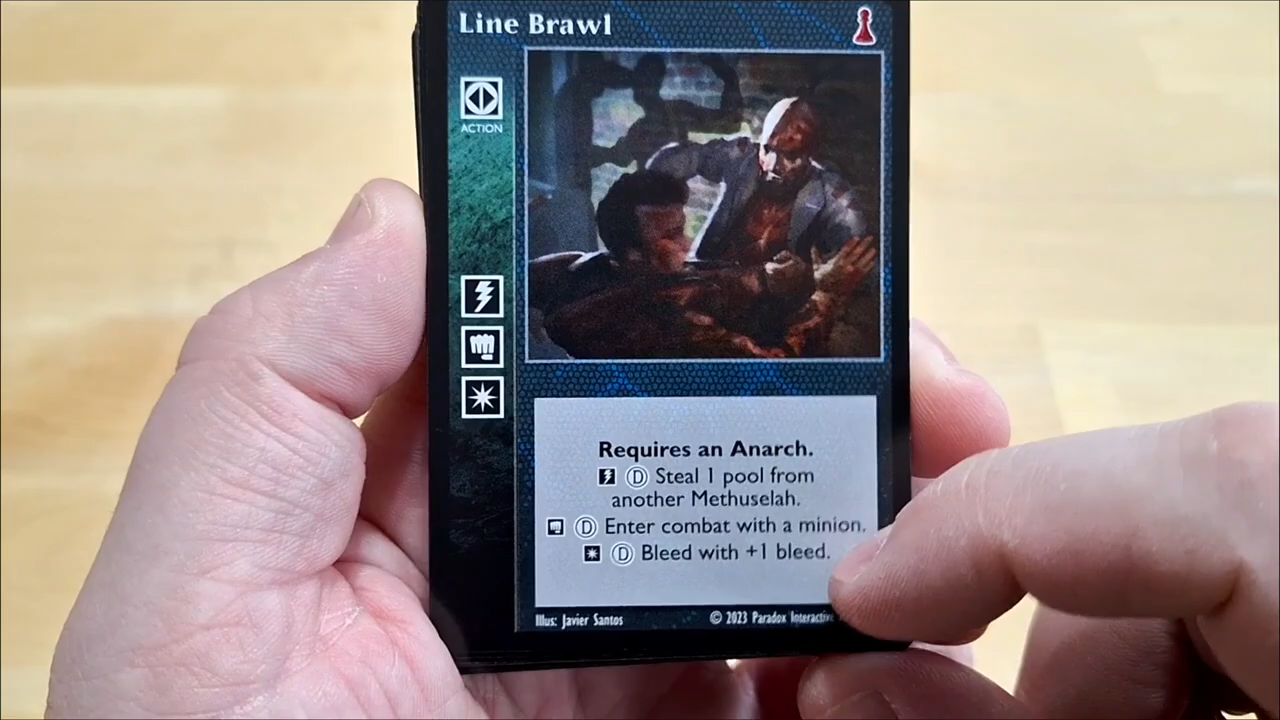 Line Brawl
ACTION
Requires an Anarch.
D Steal 1 pool from
another Methuselah.
D Enter combat with a minion.
D Bleed with +1 bleed.
Illus: Javier Santos
© 2023 Paradox Interactive